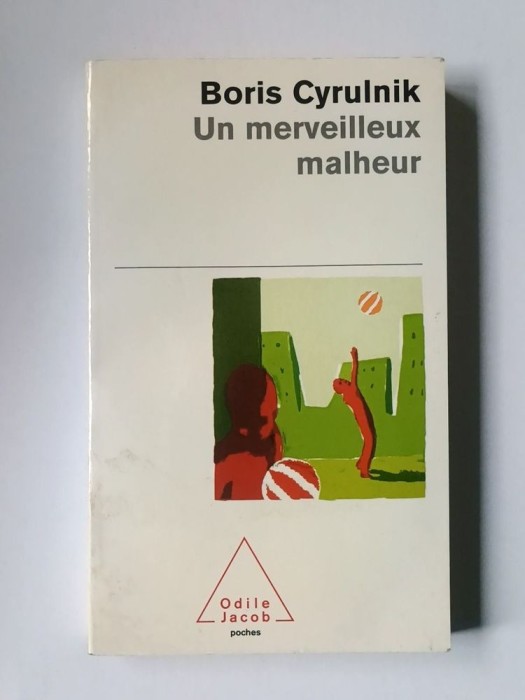 Boris Cyrulnik
Un merveilleux
malheur
Odile
Jacob
poches